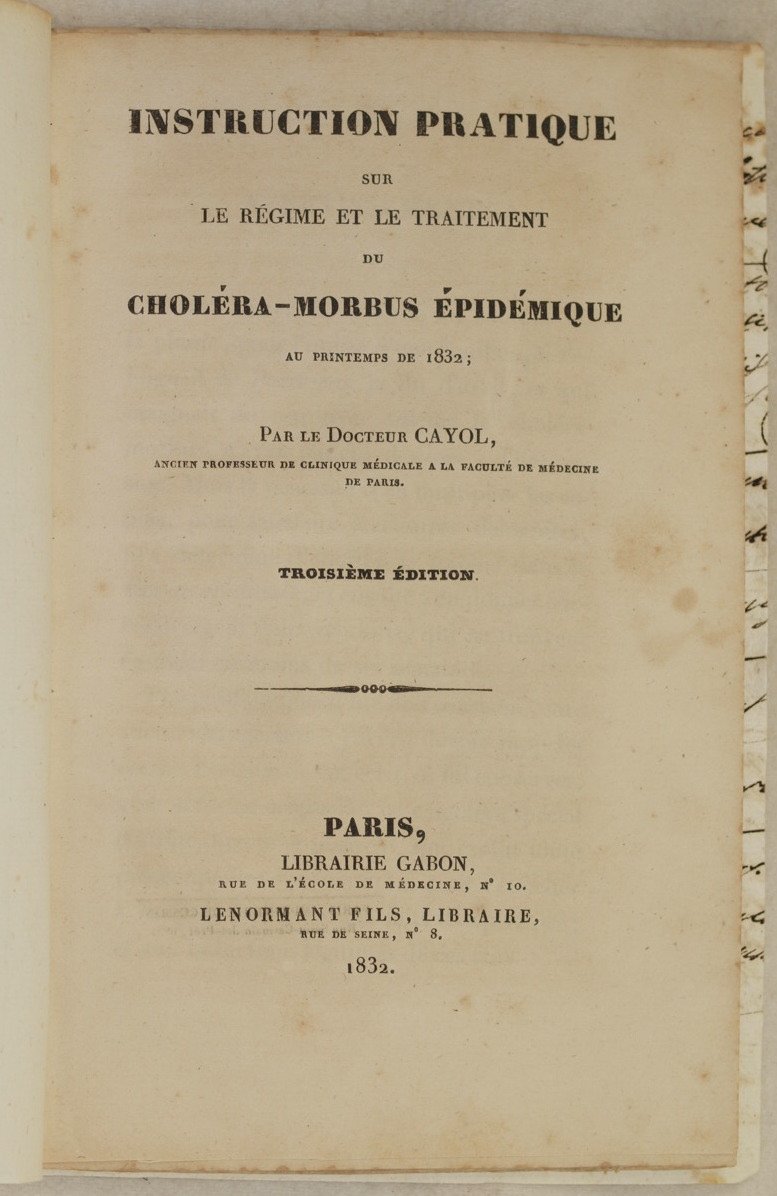 INSTRUCTION PRATIQUE
SUR
LE RÉGIME ET LE TRAITEMENT
DU
CHOLÉRA-MORBUS ÉPIDÉMIQUE
AU PRINTEMPS DE 1832;
PAR LE DOCTEUR CAYOL,
ANCIEN PROFESSEUR DE CLINIQUE MÉDICALE A LA FACULTÉ DE MÉDECINE
DE PARIS.
TROISIÈME ÉDITION.
PARIS,
LIBRAIRIE GABON,
RUE DE L'ÉCOLE DE MÉDECINE, N° 10.
LENORMANT FILS, LIBRAIRE,
RUE DE SEINE, N° 8.
1832.